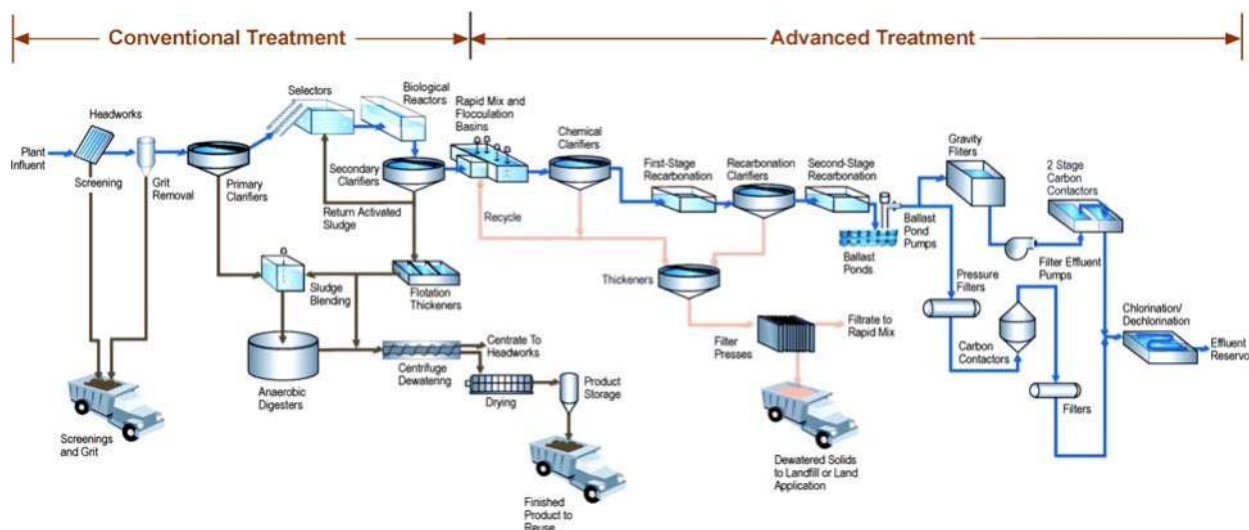 Conventional Treatment
Advanced Treatment
Headworks
Plant
Influent
Screening
Grit
Removal
Primary
Clarifiers
Selectors
Biological
Reactors
Secondary
Clarifiers
Return Activated
Sludge
Rapid Mix and
Flocculation
Basins
Chemical
Clarifiers
First-Stage
Recarbonation
Recarbonation
Clarifiers
Second-Stage
Recarbonation
Ballast
Ponds
Ballast
Pond
Pumps
Gravity
Fliters
2 Stage
Carbon
Contactors
Filter Effluent
Pumps
Pressure
Filters
Carbon
Contactors
Filters
Chlorination/
Dechlorination
Effluent
Reservo
Recycle
Thickeners
Sludge
Blending
Flotation
Thickeners
Anaerobic
Digesters
Centrate To
Headworks
Centrifuge
Dewatering
Drying
Product
Storage
Filter
Presses
Filtrate to
Rapid Mix
Screenings
and Grit
Finished
Product to
Reuse
Dewatered Solids
to Landfill or Land
Application